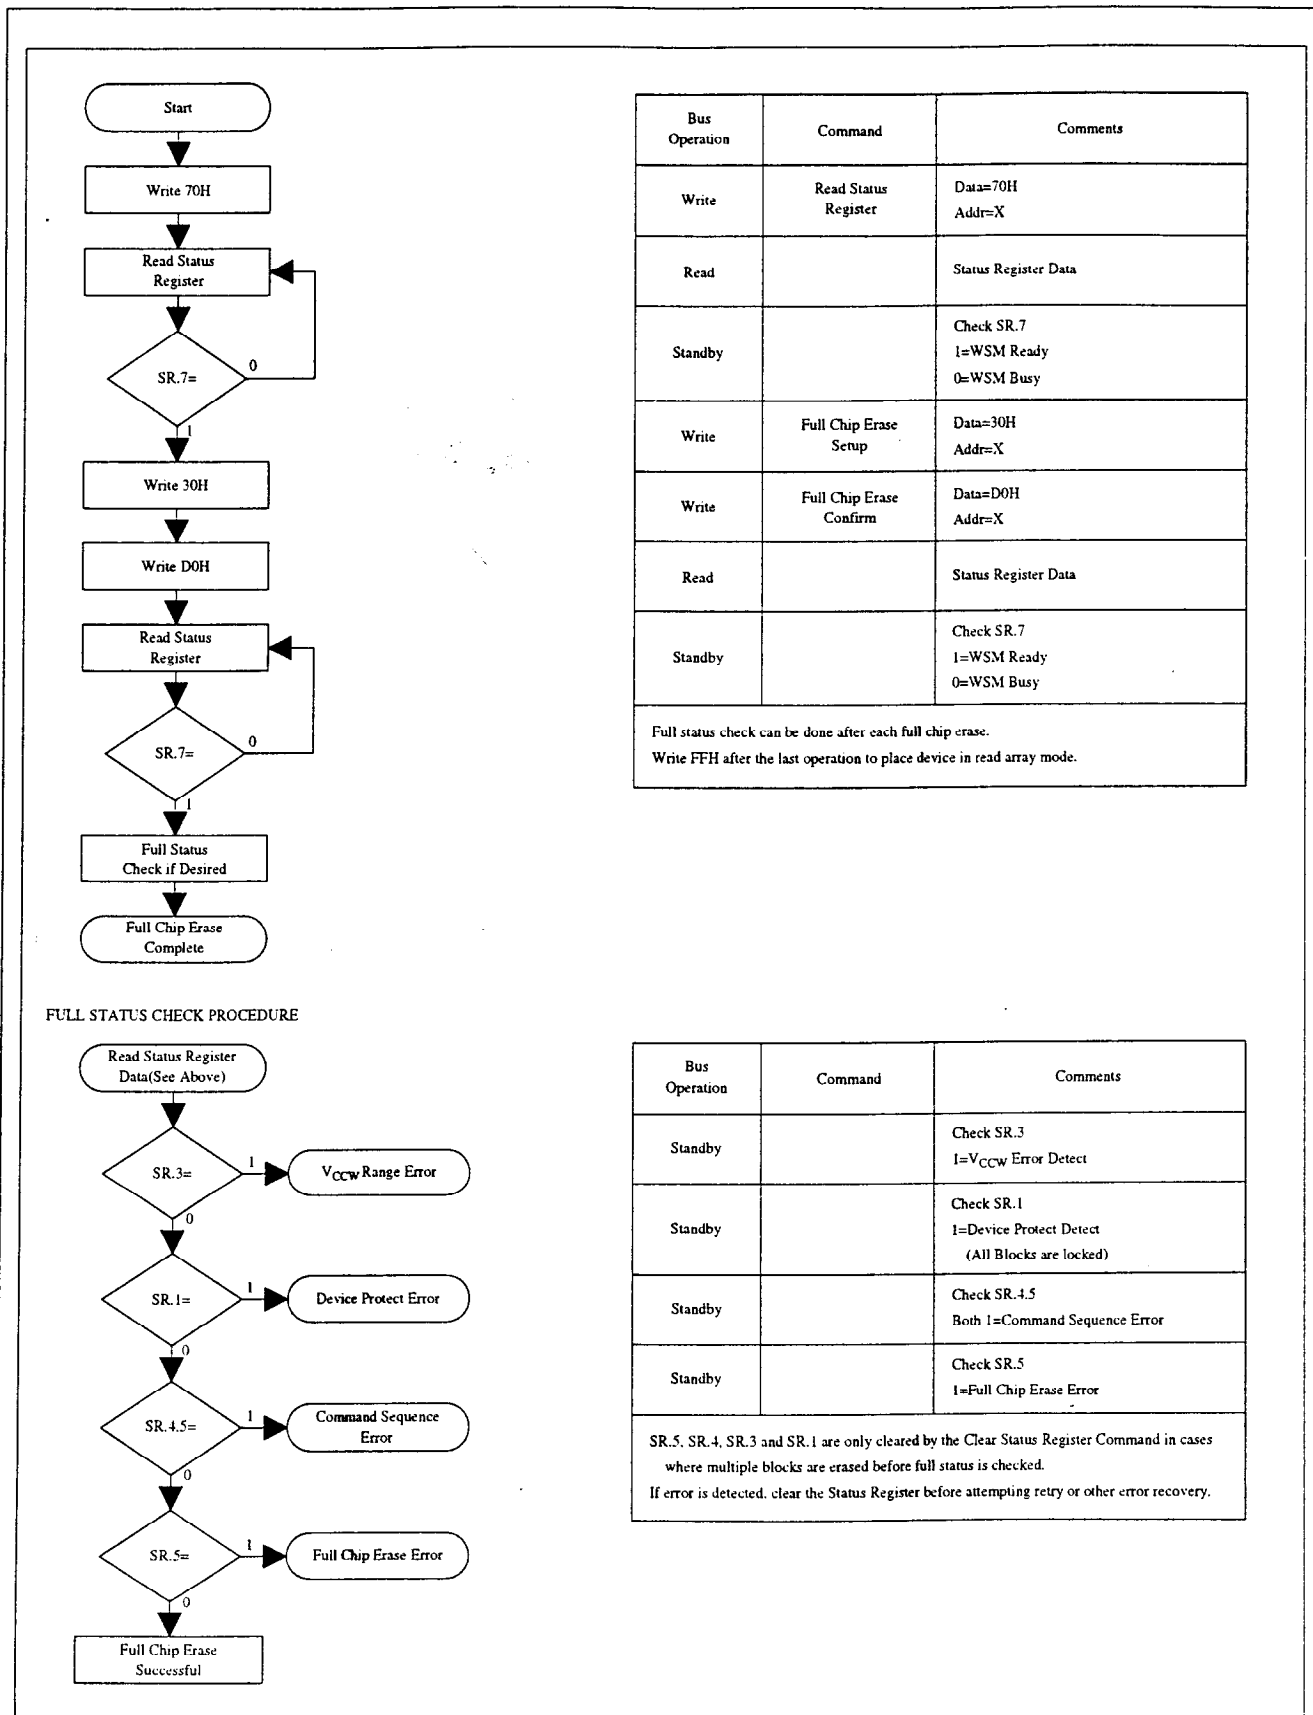 Start
Write 70H
Read Status
Register
SR.7=
0
1
Write 30H
Write D0H
Read Status
Register
SR.7=
0
1
Full Status
Check if Desired
Full Chip Erase
Complete
Bus
Operation
Command
Comments
Write
Read Status
Register
Data=70H
Addr=X
Read
Status Register Data
Standby
Check SR.7
1=WSM Ready
0=WSM Busy
Write
Full Chip Erase
Setup
Data=30H
Addr=X
Write
Full Chip Erase
Confirm
Data=D0H
Addr=X
Read
Status Register Data
Standby
Check SR.7
1=WSM Ready
0=WSM Busy
Full status check can be done after each full chip erase.
Write FFH after the last operation to place device in read array mode.
FULL STATUS CHECK PROCEDURE
Read Status Register
Data(See Above)
SR.3=
1
VCCW Range Error
0
SR.1=
1
Device Protect Error
0
SR.4.5=
1
Command Sequence
Error
0
SR.5=
1
Full Chip Erase Error
0
Full Chip Erase
Successful
Bus
Operation
Command
Comments
Standby
Check SR.3
1=VCCW Error Detect
Standby
Check SR.1
1=Device Protect Detect
(All Blocks are locked)
Standby
Check SR.4.5
Both 1=Command Sequence Error
Standby
Check SR.5
1=Full Chip Erase Error
SR.5, SR.4, SR.3 and SR.1 are only cleared by the Clear Status Register Command in cases
where multiple blocks are erased before full status is checked.
If error is detected, clear the Status Register before attempting retry or other error recovery.